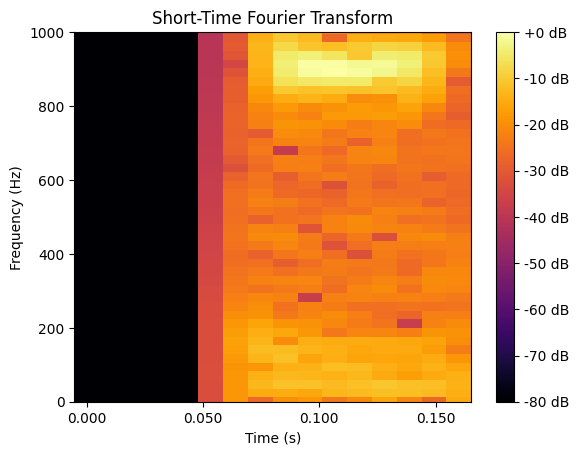 Short-Time Fourier Transform
1000
800
600
400
200
0
Frequency (Hz)
0.000
0.050
0.100
0.150
Time (s)
+0 dB
-10 dB
-20 dB
-30 dB
-40 dB
-50 dB
-60 dB
-70 dB
-80 dB